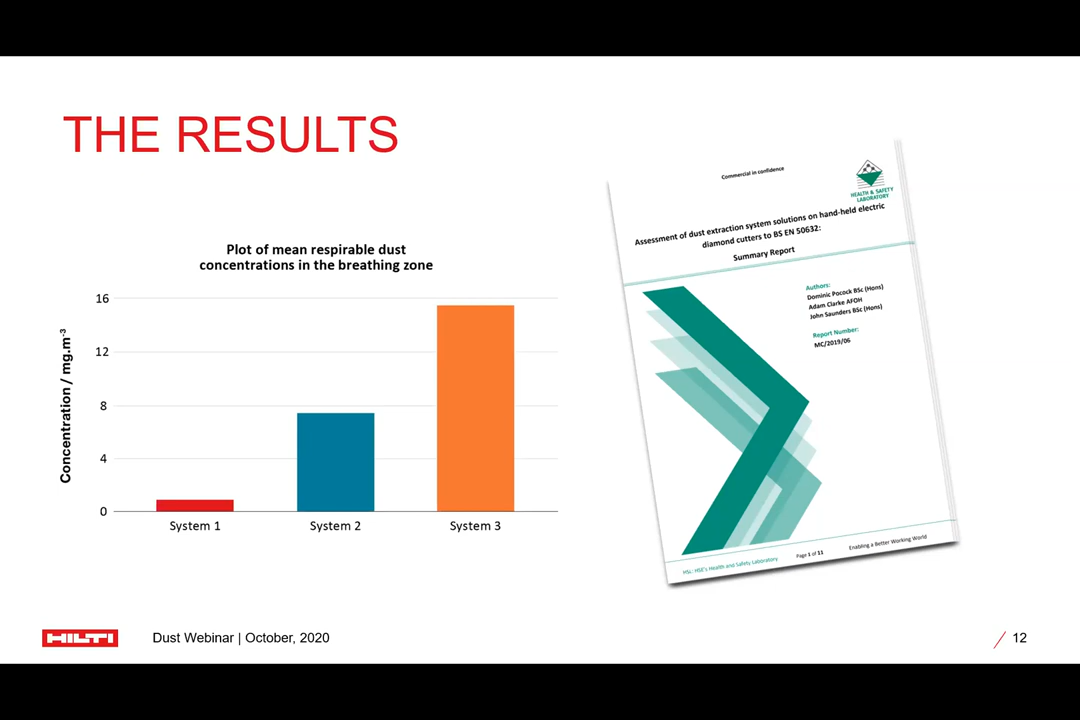 THE RESULTS
Plot of mean respirable dust
concentrations in the breathing zone
Concentration / mg.m⁻³
16
12
8
4
0
System 1
System 2
System 3
Commercial in confidence
HEALTH & SAFETY
LABORATORY
Assessment of dust extraction system solutions on hand-held electric
diamond cutters to BS EN 50632:
Summary Report
Authors:
Dominic Pocock BSc (Hons)
Adam Clarke AFOH
John Saunders BSc (Hons)
Report Number:
MC/2019/06
HSL: HSE's Health and Safety Laboratory
Page 1 of 11
Enabling a Better Working World
HILTI
Dust Webinar | October, 2020
12